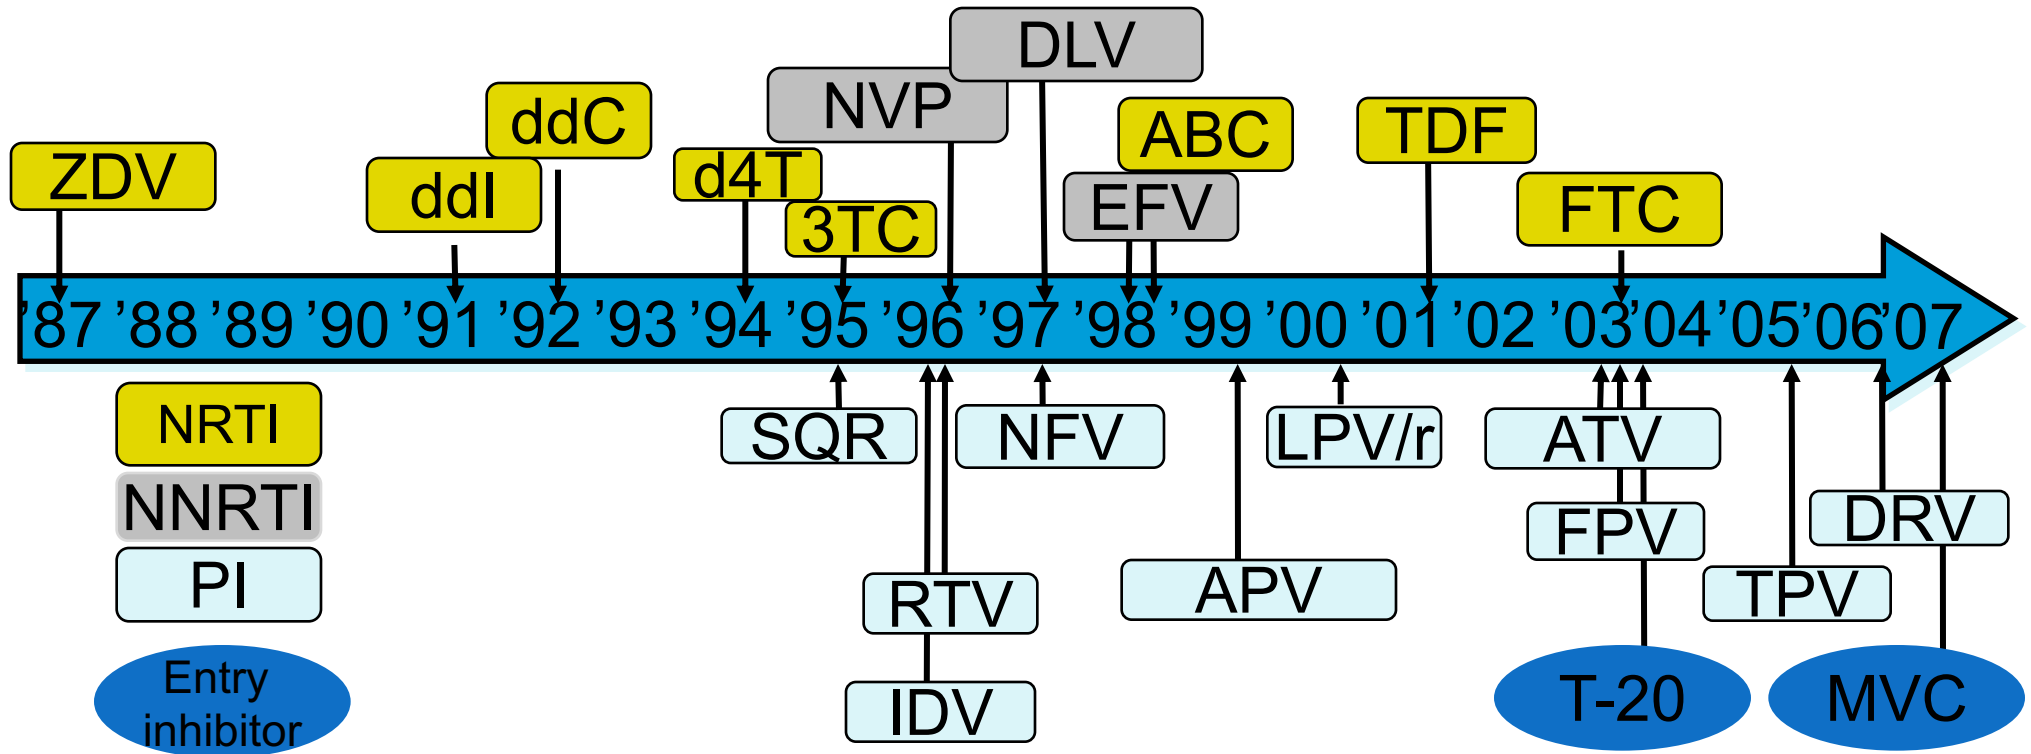 DLV
NVP
ddC
ABC
TDF
ZDV
ddI
d4T
3TC
EFV
FTC
’87 ’88 ’89 ’90 ’91 ’92 ’93 ’94 ’95 ’96 ’97 ’98 ’99 ’00 ’01 ’02 ’03 ’04 ’05 ’06 ’07
NRTI
SQR
NFV
LPV/r
ATV
NNRTI
FPV
DRV
PI
RTV
APV
TPV
Entry
inhibitor
IDV
T-20
MVC